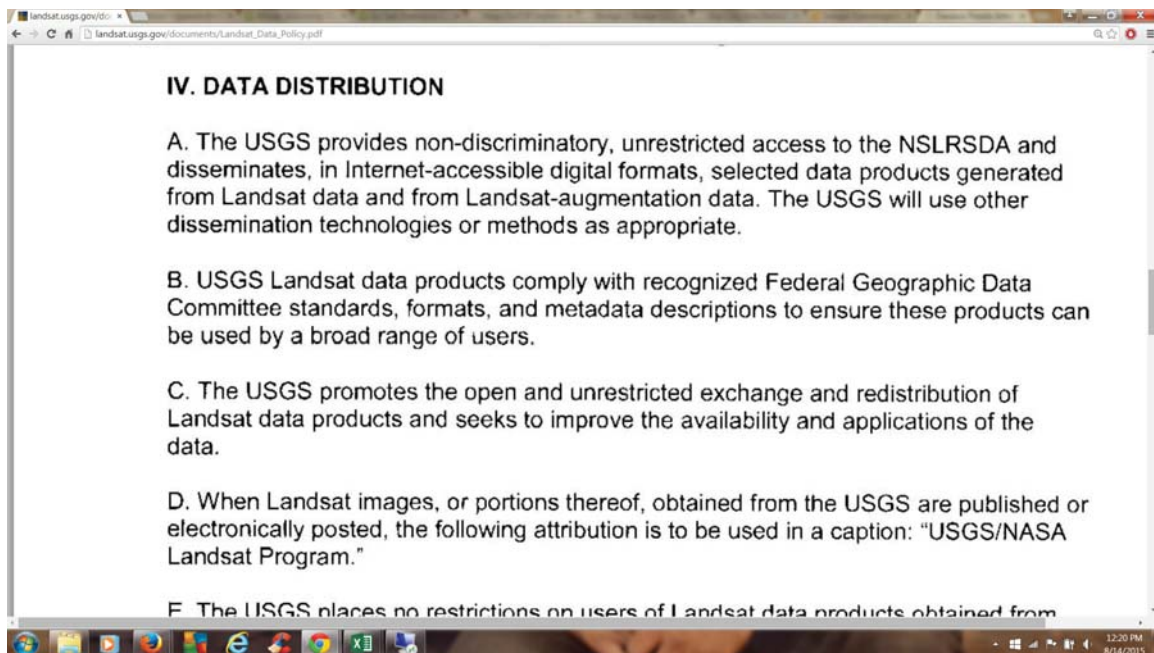 landsat.usgs.gov/do
landsat.usgs.gov/documents/Landsat_Data_Policy.pdf
IV. DATA DISTRIBUTION
A. The USGS provides non-discriminatory, unrestricted access to the NSLRSDA and
disseminates, in Internet-accessible digital formats, selected data products generated
from Landsat data and from Landsat-augmentation data. The USGS will use other
dissemination technologies or methods as appropriate.
B. USGS Landsat data products comply with recognized Federal Geographic Data
Committee standards, formats, and metadata descriptions to ensure these products can
be used by a broad range of users.
C. The USGS promotes the open and unrestricted exchange and redistribution of
Landsat data products and seeks to improve the availability and applications of the
data.
D. When Landsat images, or portions thereof, obtained from the USGS are published or
electronically posted, the following attribution is to be used in a caption: “USGS/NASA
Landsat Program.”
E. The USGS places no restrictions on users of Landsat data products obtained from
12:20 PM
8/14/2015